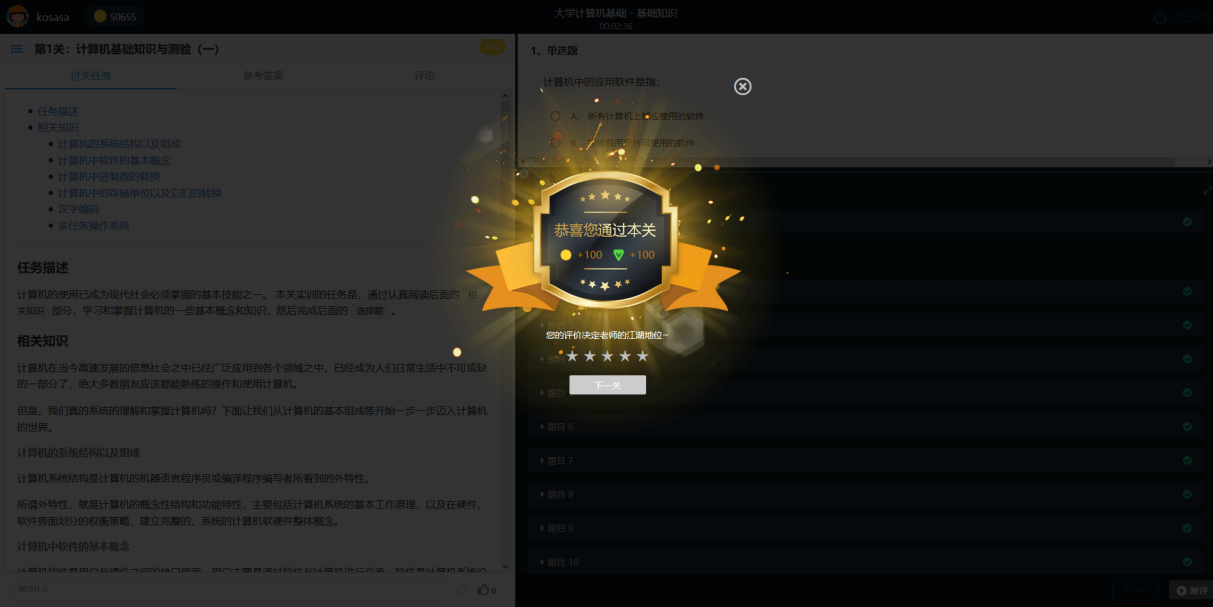 kosasa
50655
大学计算机基础 - 基础知识
00:02:36
第1关：计算机基础知识与测验（一）
过关任务
参考答案
评论
任务描述
相关知识
计算机的系统结构以及组成
计算机中软件的基本概念
计算机中进制数的转换
计算机中的存储单位以及它们的转换
汉字编码
多任务操作系统
任务描述
计算机的使用已成为现代社会必须掌握的基本技能之一。 本关实训的任务是，通过认真阅读后面的 相
关知识 部分，学习和掌握计算机的一些基本概念和知识，然后完成后面的 选择题 。
相关知识
计算机在当今高速发展的信息社会之中已经广泛应用到各个领域之中，已经成为人们日常生活中不可或缺
的一部分了，绝大多数朋友应该都能熟练的操作和使用计算机。
但是，我们真的系统的理解和掌握计算机吗？下面让我们从计算机的基本组成等开始一步一步迈入计算机
的世界。
计算机的系统结构以及组成
计算机系统结构是计算机的机器语言程序员或编译程序编写者所看到的外特性。
所谓外特性，就是计算机的概念性结构和功能特性，主要包括计算机系统的基本工作原理，以及在硬件、
软件界面划分的权衡策略，建立完整的、系统的计算机软硬件整体概念。
计算机中软件的基本概念
0
1、单选题
计算机中的应用软件是指：
A、所有计算机上都应使用的软件
恭喜您通过本关
+100 +100
您的评价决定老师的江湖地位~
下一关
题目
题目 6
题目 7
题目 8
题目 9
题目 10
测评